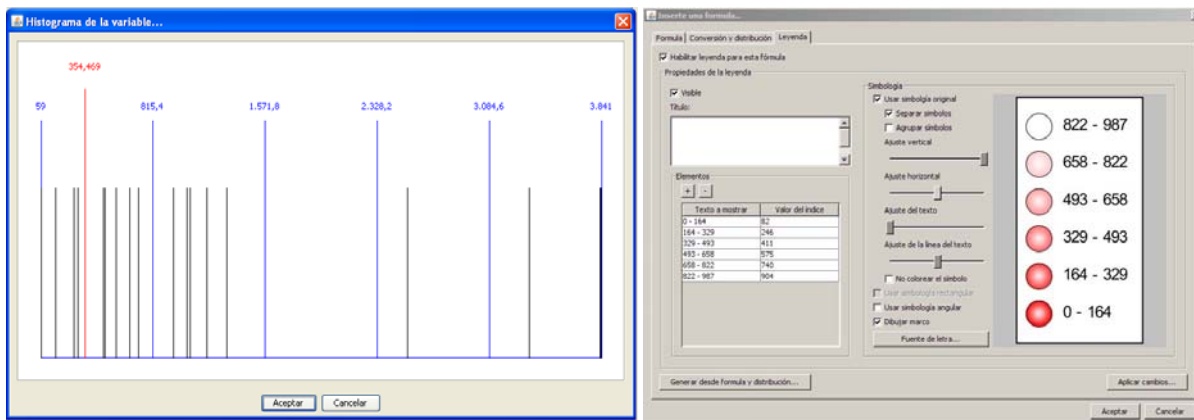 Histograma de la variable...
354,469
59
815,4
1.571,8
2.328,2
3.084,6
3.841
Aceptar
Cancelar
Inserte una formula...
Formula
Conversión y distribución
Leyenda
Habilitar leyenda para esta fórmula
Propiedades de la leyenda
Visible
Título:
Elementos
+
-
Texto a mostrar
Valor del índice
0 - 164
82
164 - 329
246
329 - 493
411
493 - 658
575
658 - 822
740
822 - 987
904
Simbología
Usar simbolgía original
Separar símbolos
Agrupar símbolos
Ajuste vertical
Ajuste horizontal
Ajuste del texto
Ajuste de la línea del texto
No colorear el símbolo
Usar simbología rectangular
Usar simbología angular
Dibujar marco
Fuente de letra...
822 - 987
658 - 822
493 - 658
329 - 493
164 - 329
0 - 164
Generar desde formula y distribución...
Aplicar cambios...
Aceptar
Cancelar